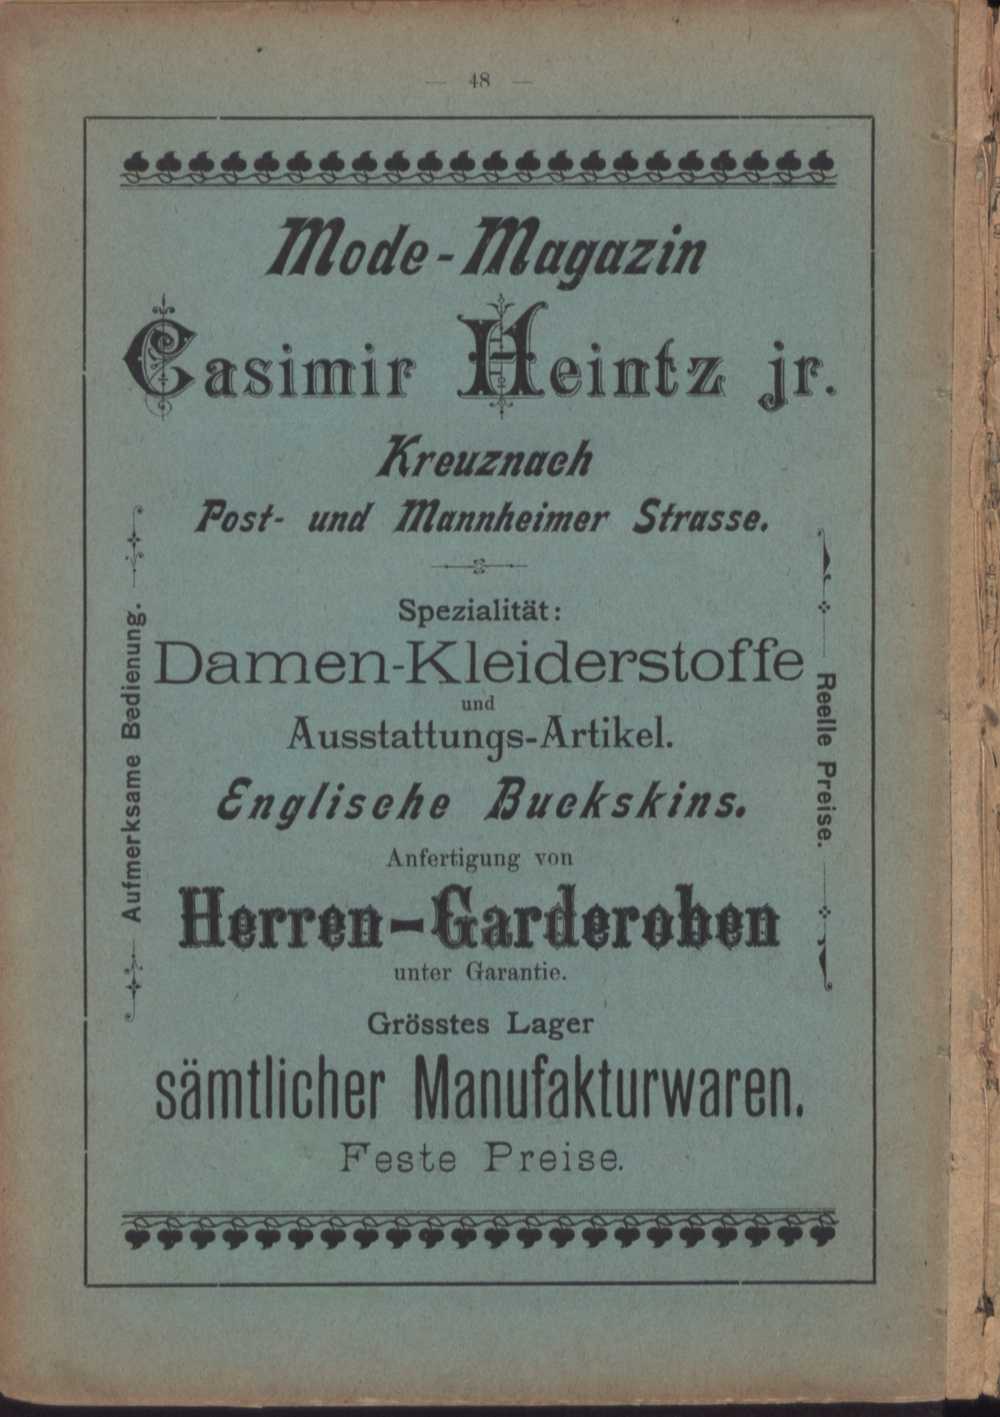 — 48 —
Mode-Magazin
Casimir Heintz jr.
Kreuznach
Post- und Mannheimer Strasse.
Spezialität:
Damen-Kleiderstoffe
und
Ausstattungs-Artikel.
Englische Buckskins.
Anfertigung von
Herren-Garderoben
unter Garantie.
Grösstes Lager
sämtlicher Manufakturwaren.
Feste Preise.
Aufmerksame Bedienung.
Reelle Preise.